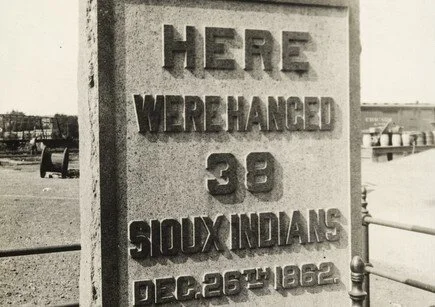 HERE
WERE HANGED
38
SIOUX INDIANS
DEC. 26TH 1862.